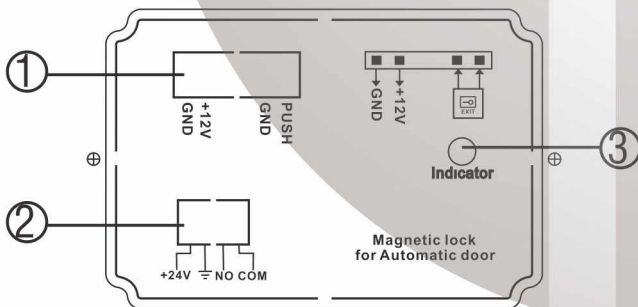 1
GND
+12V
GND
PUSH
GND
+12V
EXIT
3
Indicator
2
+24V NO COM
Magnetic lock
for Automatic door